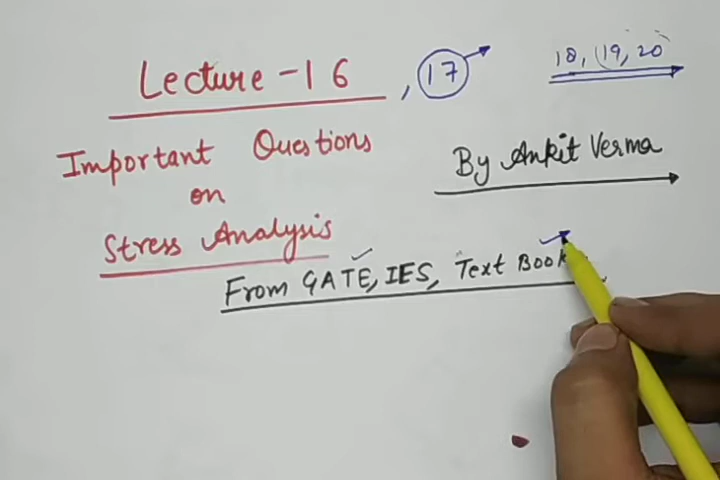 Lecture-16, 17
18, 19, 20
Important Questions
on
Stress Analysis
By Ankit Verma
From GATE, IES, Text Book